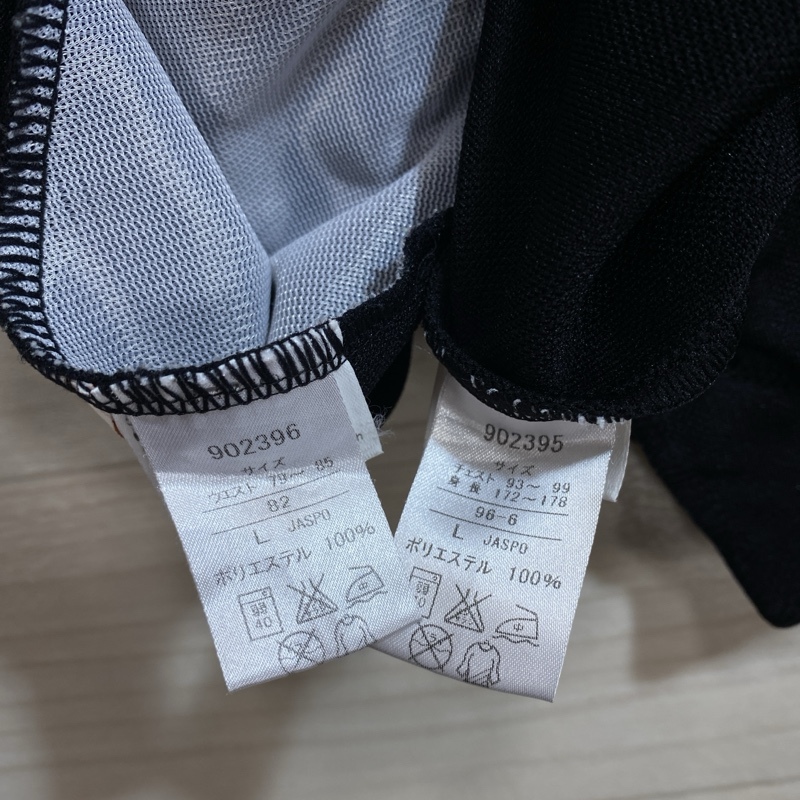 902396
サイズ
ウエスト 79～ 85
82
L JASPO
ポリエステル 100%
40
902395
サイズ
チェスト 93～ 99
身長 172～178
96-6
L JASPO
ポリエステル 100%
中